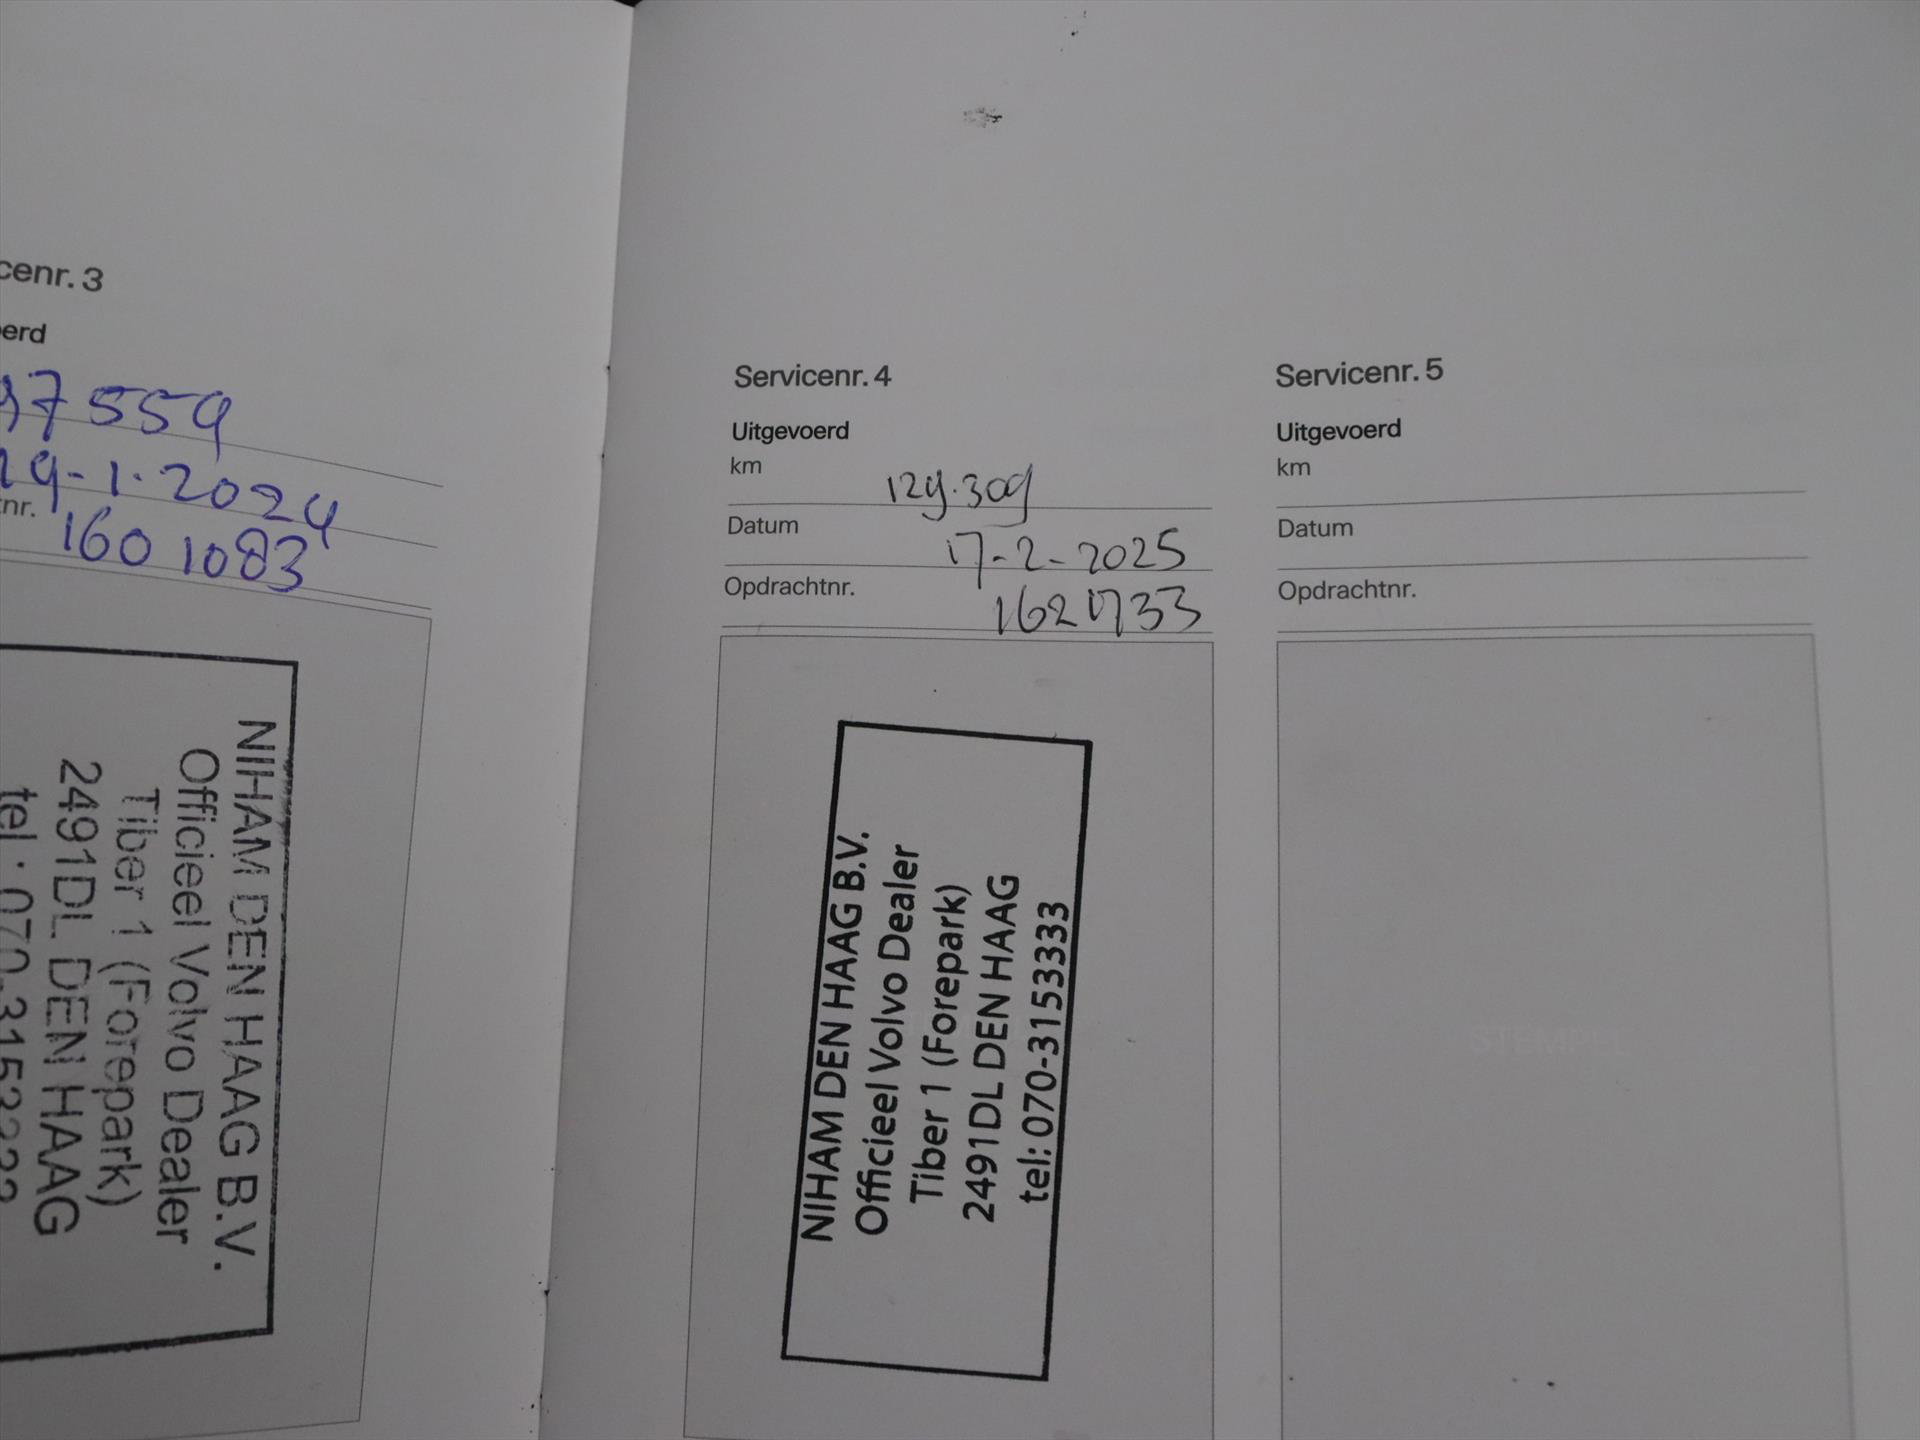 cenr. 3
oerd
97559
29-1-2024
nr. 1601083
NIHAM DEN HAAG B.V.
Officieel Volvo Dealer
Tiber 1 (Forepark)
2491DL DEN HAAG
Servicenr. 4
Uitgevoerd
km 129.309
Datum 17-2-2025
Opdrachtnr. 1621733
NIHAM DEN HAAG B.V.
Officieel Volvo Dealer
Tiber 1 (Forepark)
2491DL DEN HAAG
tel: 070-3153333
Servicenr. 5
Uitgevoerd
km
Datum
Opdrachtnr.
STEMPEL